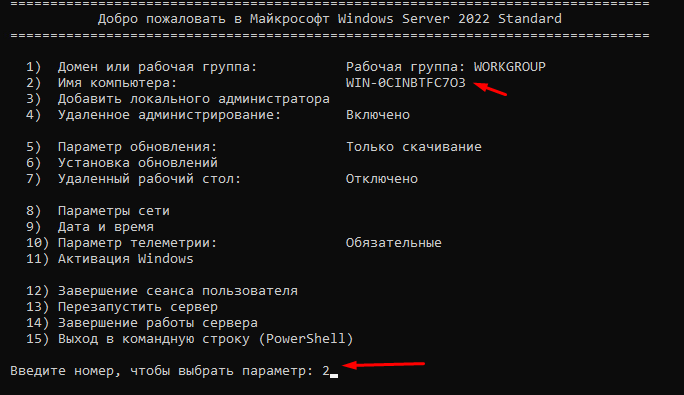 ================================================================================
Добро пожаловать в Майкрософт Windows Server 2022 Standard
================================================================================
1) Домен или рабочая группа: Рабочая группа: WORKGROUP
2) Имя компьютера: WIN-0CINBTFC7O3
3) Добавить локального администратора
4) Удаленное администрирование: Включено
5) Параметр обновления: Только скачивание
6) Установка обновлений
7) Удаленный рабочий стол: Отключено
8) Параметры сети
9) Дата и время
10) Параметр телеметрии: Обязательные
11) Активация Windows
12) Завершение сеанса пользователя
13) Перезапустить сервер
14) Завершение работы сервера
15) Выход в командную строку (PowerShell)
Введите номер, чтобы выбрать параметр: 2